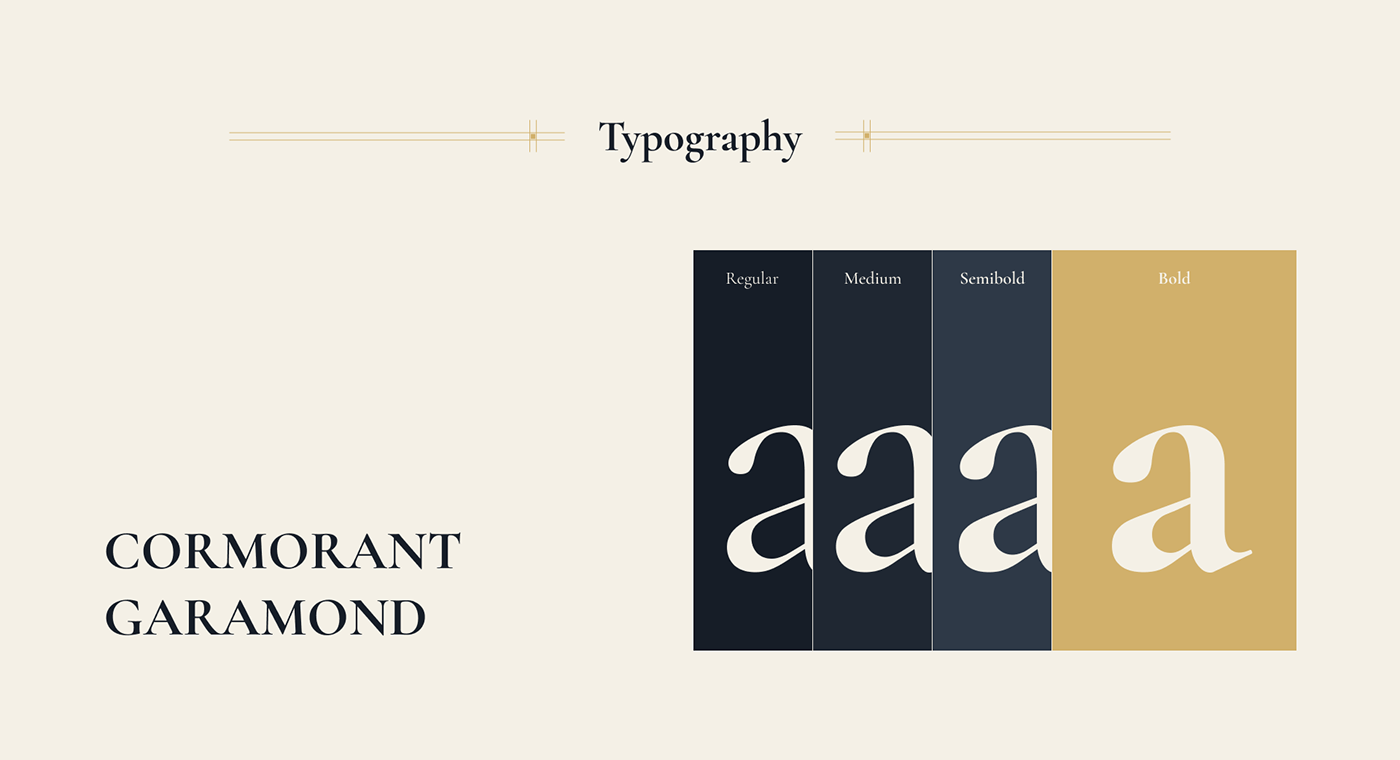 Typography
Regular
Medium
Semibold
Bold
a
a
a
a
CORMORANT
GARAMOND